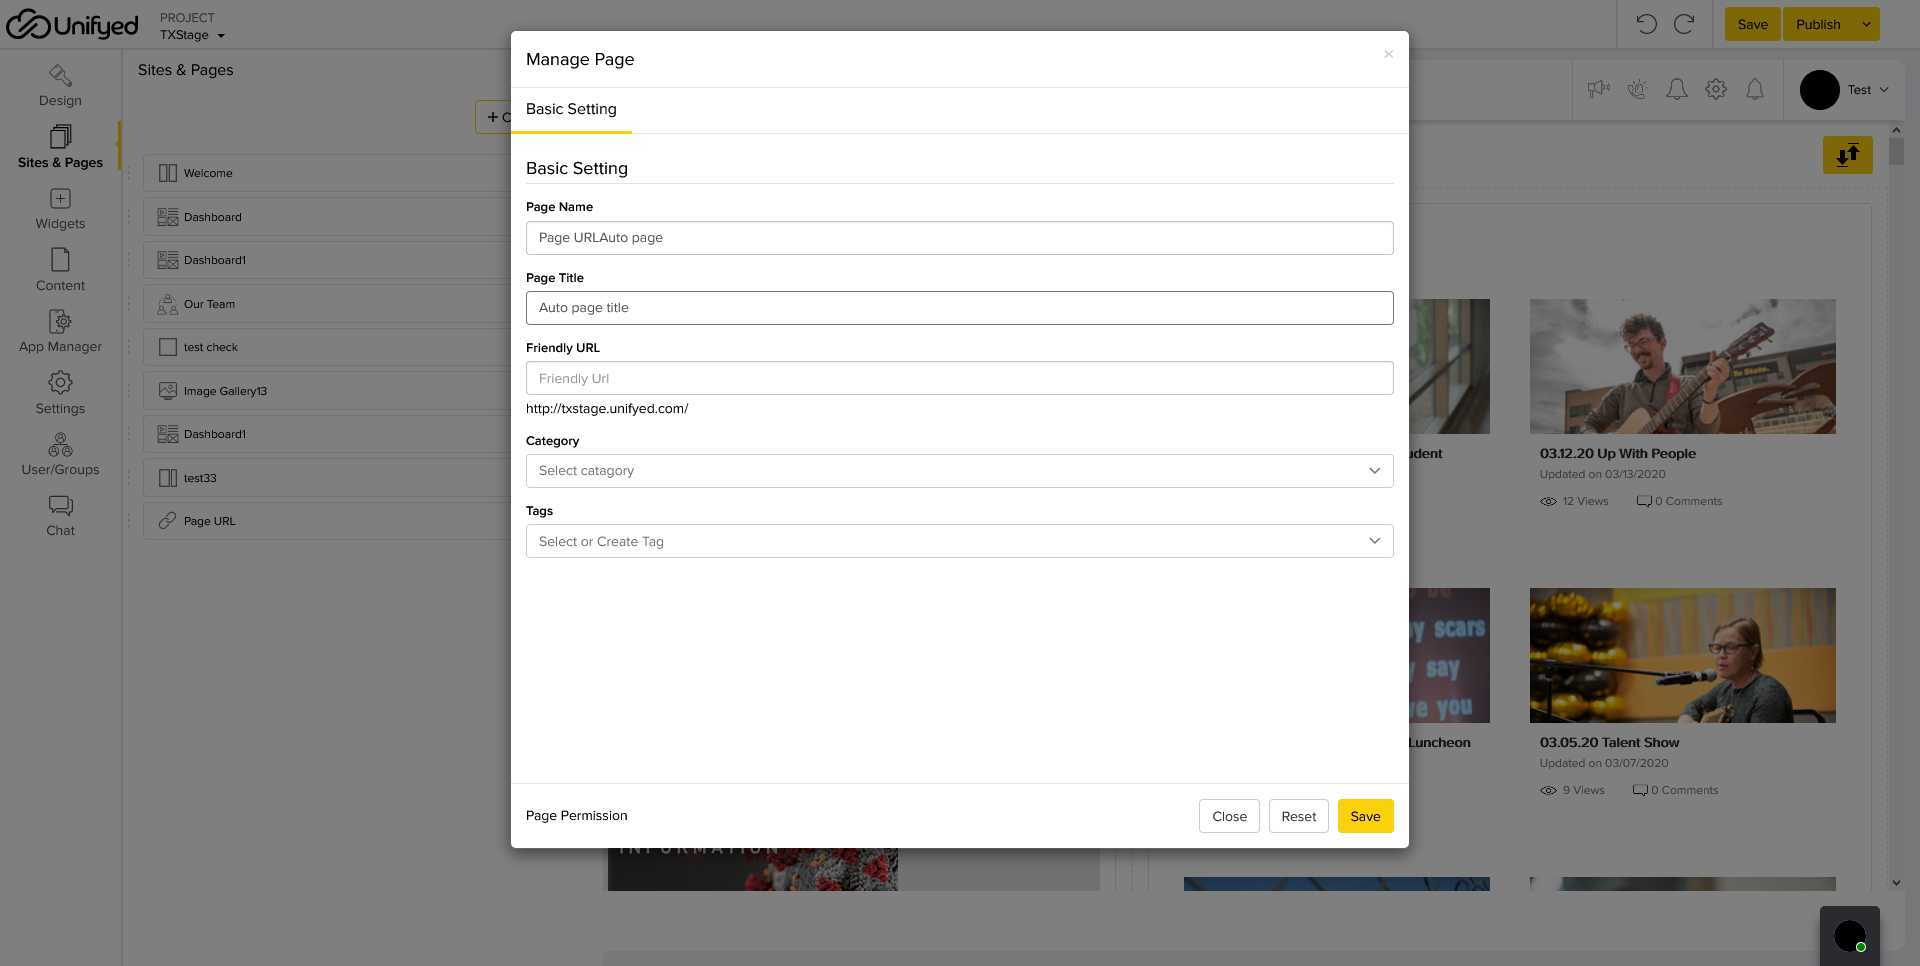 Unifyed
PROJECT
TXStage
Save
Publish
Design
Sites & Pages
Widgets
Content
App Manager
Settings
User/Groups
Chat
Sites & Pages
Welcome
Dashboard
Dashboard1
Our Team
test check
Image Gallery13
Dashboard1
test33
Page URL
Manage Page
×
Basic Setting
Basic Setting
Page Name
Page URLAuto page
Page Title
Auto page title
Friendly URL
Friendly Url
http://txstage.unifyed.com/
Category
Select catagory
Tags
Select or Create Tag
Page Permission
Close
Reset
Save
Test
udent
03.12.20 Up With People
Updated on 03/13/2020
12 Views
0 Comments
be
y scars
y say
ve you
Luncheon
03.05.20 Talent Show
Updated on 03/07/2020
9 Views
0 Comments
INFORMATION